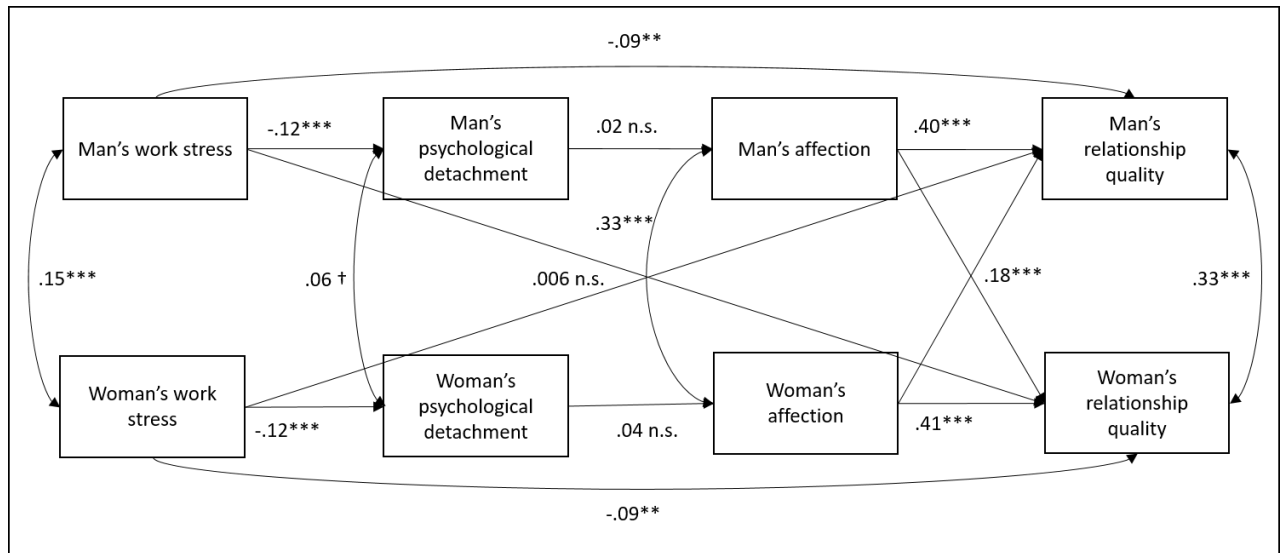 -.09**
Man's work stress
-.12***
Man's
psychological
detachment
.02 n.s.
Man's affection
.40***
Man's
relationship
quality
.33***
.15***
.06 †
.006 n.s.
.18***
.33***
Woman's work
stress
-.12***
Woman's
psychological
detachment
.04 n.s.
Woman's
affection
.41***
Woman's
relationship
quality
-.09**